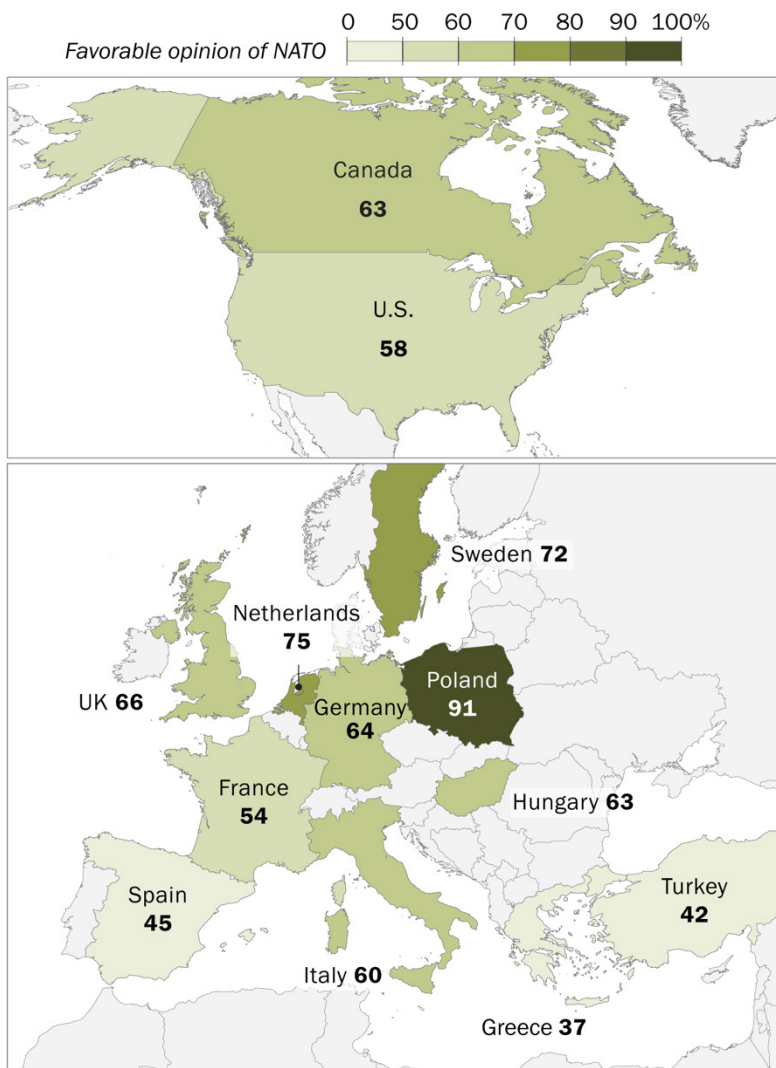 0 50 60 70 80 90 100%
Favorable opinion of NATO
Canada
63
U.S.
58
Sweden 72
Netherlands
75
Poland
91
UK 66
Germany
64
France
54
Hungary 63
Spain
45
Turkey
42
Italy 60
Greece 37